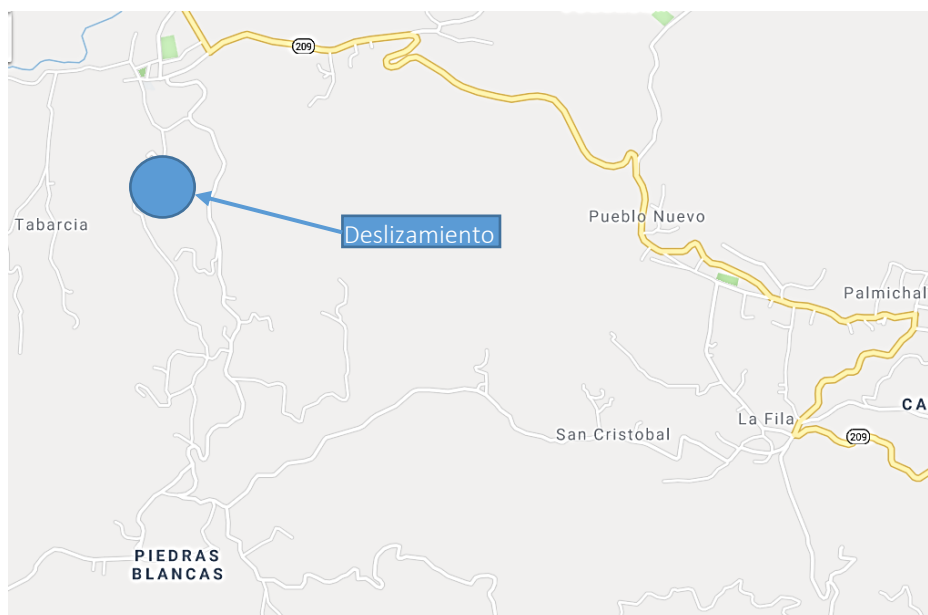 209
Tabarcia
Deslizamiento
Pueblo Nuevo
Palmichal
CA
La Fila
San Cristobal
209
PIEDRAS
BLANCAS